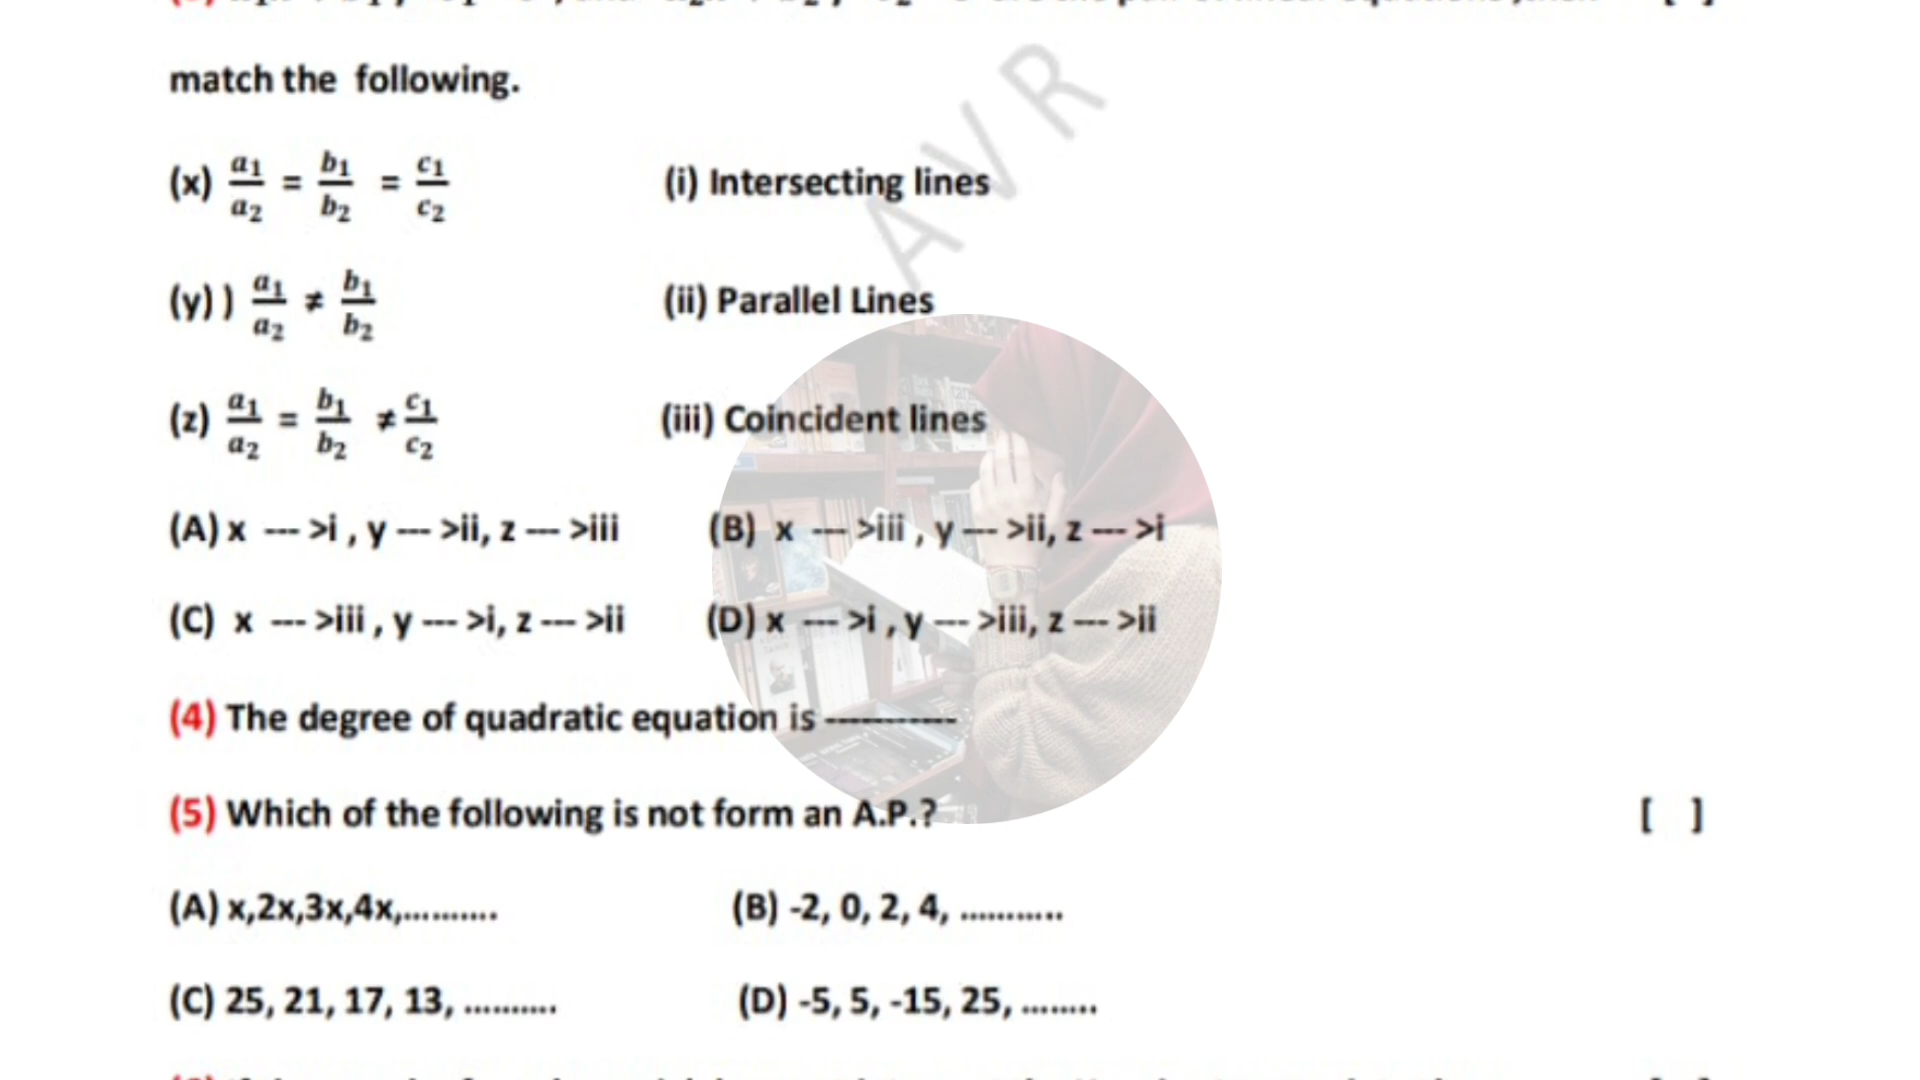 match the following.
(x) a1/a2 = b1/b2 = c1/c2 (i) Intersecting lines
(y) ) a1/a2 ≠ b1/b2 (ii) Parallel Lines
(z) a1/a2 = b1/b2 ≠ c1/c2 (iii) Coincident lines
(A) x --- >i , y --- >ii, z --- >iii (B) x --- >iii , y --- >ii, z --- >i
(C) x --- >iii , y --- >i, z --- >ii (D) x --- >i , y --- >iii, z --- >ii
(4) The degree of quadratic equation is -----------
(5) Which of the following is not form an A.P.? [ ]
(A) x,2x,3x,4x,.......... (B) -2, 0, 2, 4, ...........
(C) 25, 21, 17, 13, .......... (D) -5, 5, -15, 25, ........
AVR